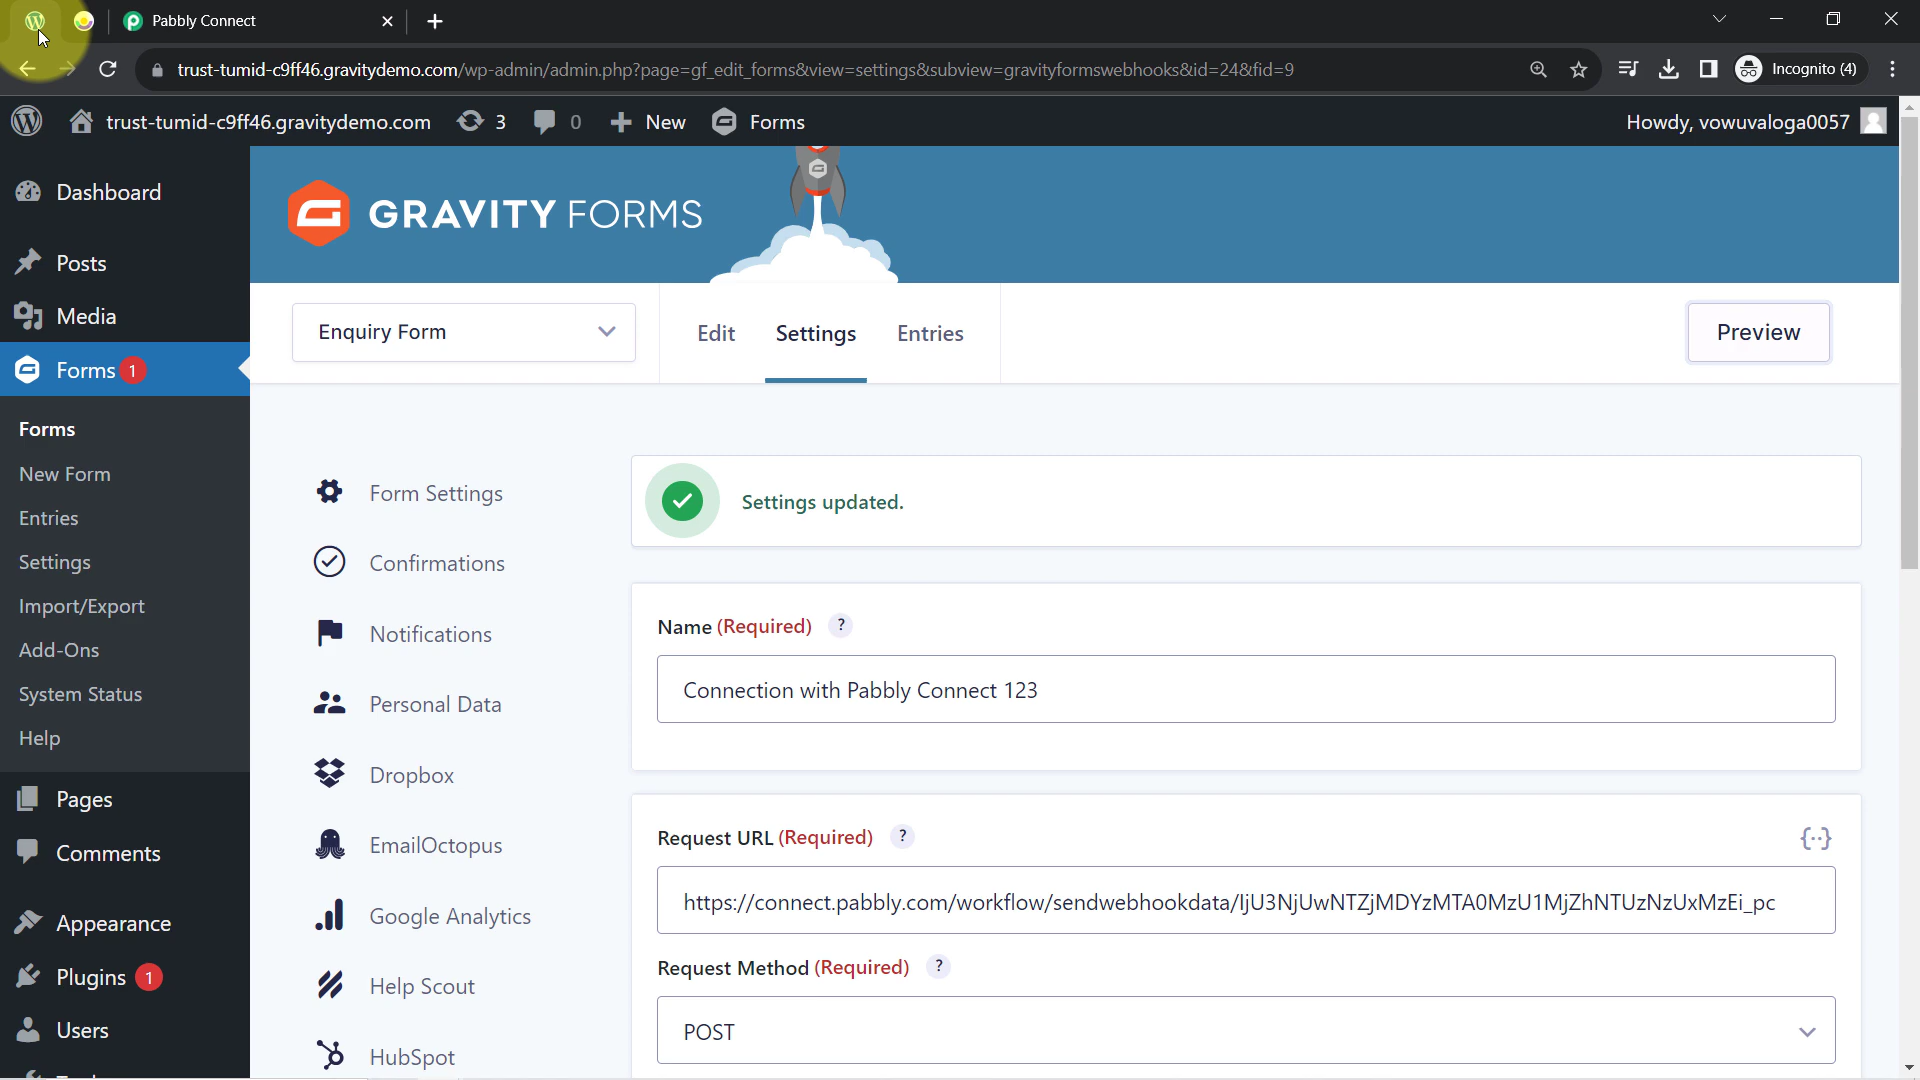 Pabbly Connect
trust-tumid-c9ff46.gravitydemo.com/wp-admin/admin.php?page=gf_edit_forms&view=settings&subview=gravityformswebhooks&id=24&fid=9
Incognito (4)
trust-tumid-c9ff46.gravitydemo.com
3
0
New
Forms
Howdy, vowuvaloga0057
Dashboard
Posts
Media
Forms 1
Forms
New Form
Entries
Settings
Import/Export
Add-Ons
System Status
Help
Pages
Comments
Appearance
Plugins 1
Users
GRAVITY FORMS
Enquiry Form
Edit
Settings
Entries
Preview
Form Settings
Confirmations
Notifications
Personal Data
Dropbox
EmailOctopus
Google Analytics
Help Scout
HubSpot
Settings updated.
Name (Required) ?
Connection with Pabbly Connect 123
Request URL (Required) ?
https://connect.pabbly.com/workflow/sendwebhookdata/IjU3NjUwNTZjMDYzMTA0MzU1MjZhNTUzNzUxMzEi_pc
Request Method (Required) ?
POST